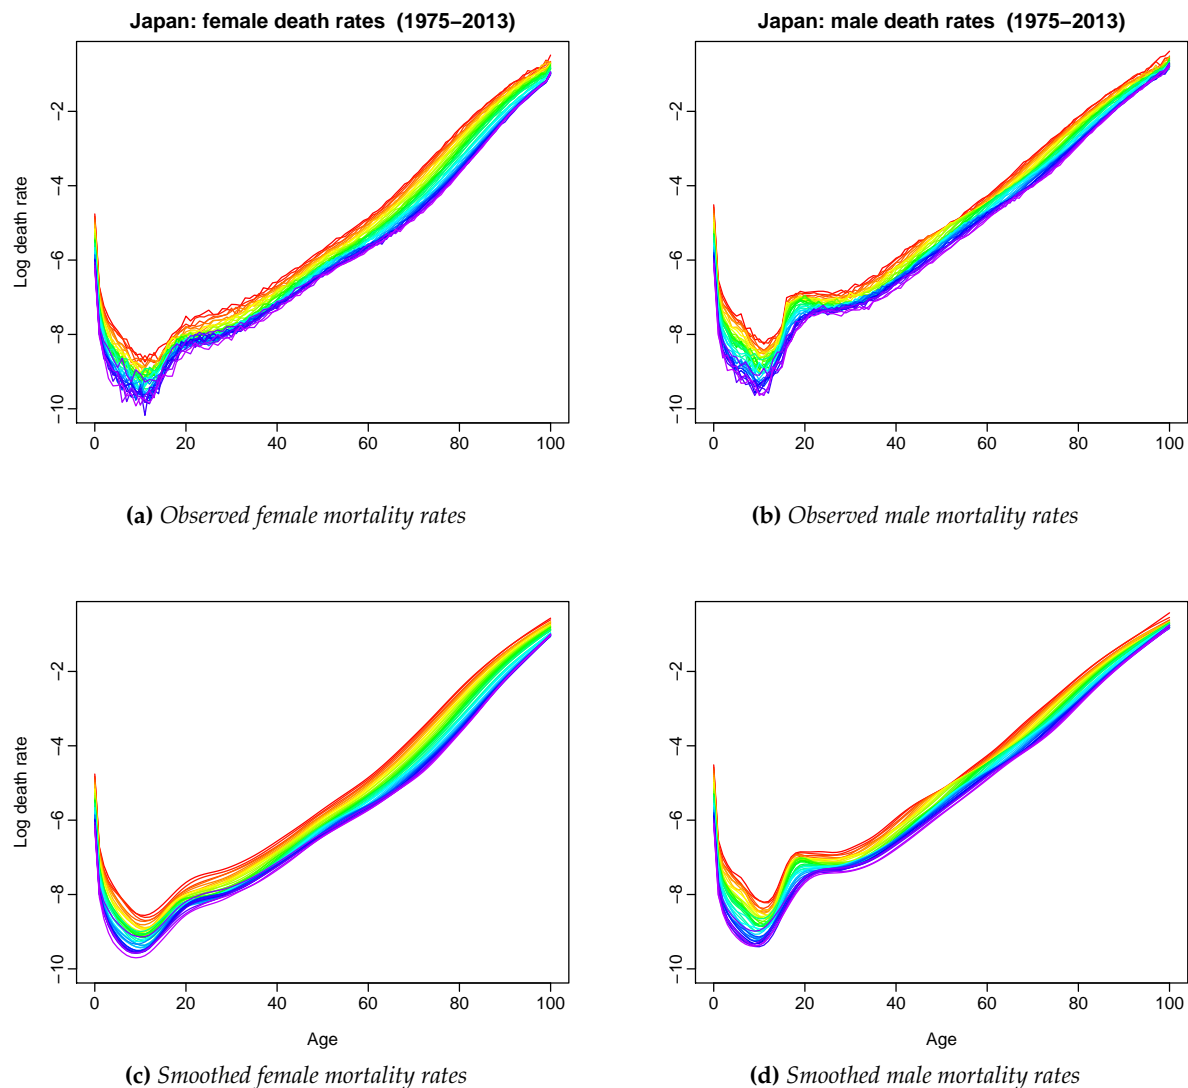 Japan: female death rates (1975−2013)
Japan: male death rates (1975−2013)
Log death rate
−2
−4
−6
−8
−10
0 20 40 60 80 100
−2
−4
−6
−8
−10
0 20 40 60 80 100
(a) Observed female mortality rates
(b) Observed male mortality rates
Log death rate
−2
−4
−6
−8
−10
0 20 40 60 80 100
Age
−2
−4
−6
−8
−10
0 20 40 60 80 100
Age
(c) Smoothed female mortality rates
(d) Smoothed male mortality rates